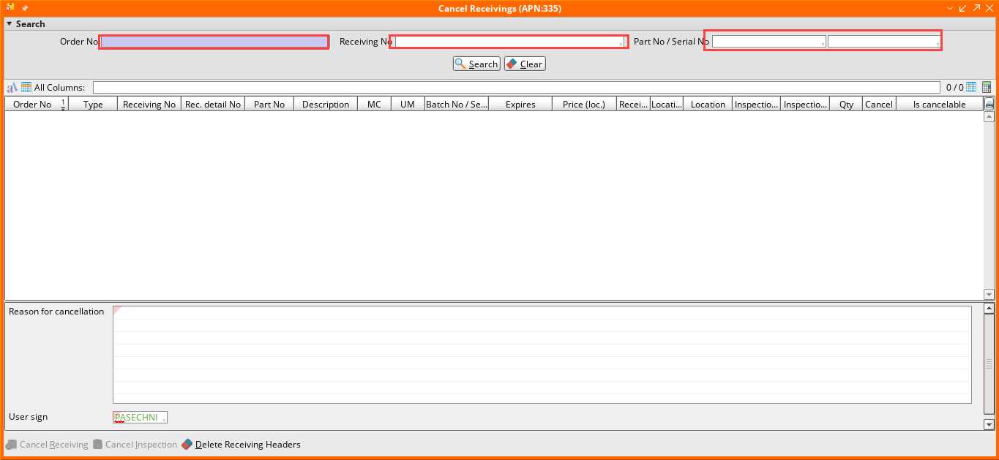 Cancel Receivings (APN:335)
Search
Order No Receiving No Part No / Serial No
Search Clear
All Columns: 0 / 0
Order No 1 Type Receiving No Rec. detail No Part No Description MC UM Batch No / Se... Expires Price (loc.) Recei... Locati... Location Inspectio... Inspectio... Qty Cancel Is cancelable
Reason for cancellation
User sign PASECHNI
Cancel Receiving Cancel Inspection Delete Receiving Headers